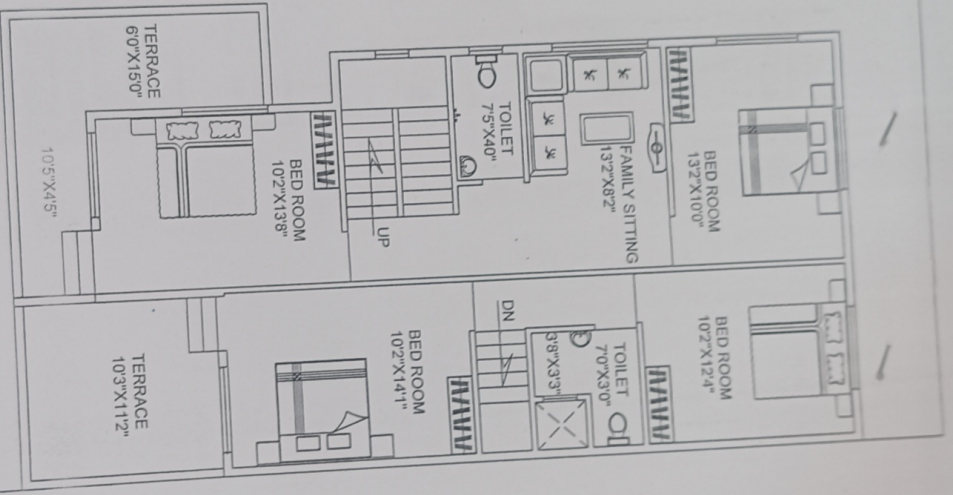 TERRACE
6'0"X15'0"
10'5"X4'5"
BED ROOM
10'2"X13'8"
UP
TOILET
7'5"X40"
FAMILY SITTING
13'2"X8'2"
BED ROOM
13'2"X10'0"
TERRACE
10'3"X11'2"
BED ROOM
10'2"X14'1"
DN
3'8"X3'3"
TOILET
7'0"X3'0"
BED ROOM
10'2"X12'4"